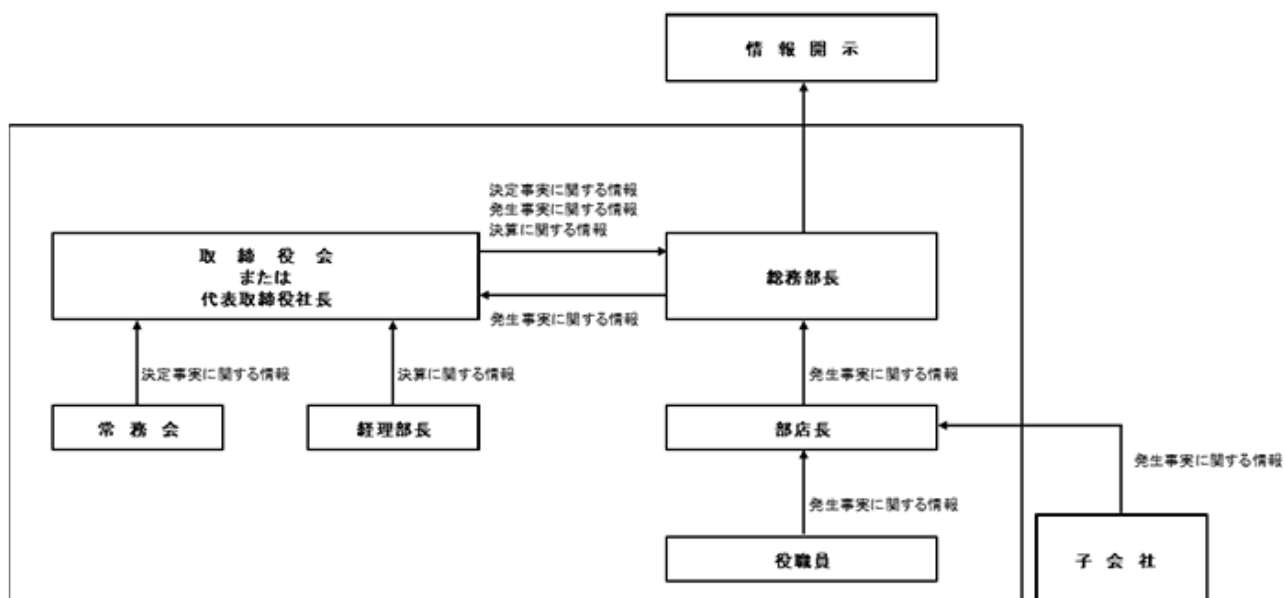 情報開示
決定事実に関する情報
発生事実に関する情報
決算に関する情報
取締役会
または
代表取締役社長
総務部長
発生事実に関する情報
決定事実に関する情報
決算に関する情報
発生事実に関する情報
常務会
経理部長
部店長
発生事実に関する情報
発生事実に関する情報
役職員
子会社